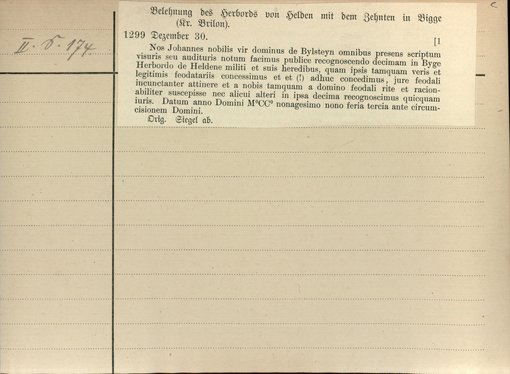 c
II. S. 174
Belehnung des Herbords von Helden mit dem Zehnten in Bigge
(Kr. Brilon).
1299 Dezember 30. [1
Nos Johannes nobilis vir dominus de Bylsteyn omnibus presens scriptum
visuris seu audituris notum facimus publice recognoscendo decimam in Byge
Herbordo de Heldene militi et suis heredibus, quam ipsis tamquam veris et
legitimis feodatariis concessimus et et (!) adhuc concedimus, jure feodali
incunctanter attinere et a nobis tamquam a domino feodali rite et racion-
abiliter suscepisse nec alicui alteri in ipsa decima recognoscimus quicquam
iuris. Datum anno Domini MºCCº nonagesimo nono feria tercia ante circum-
cisionem Domini.
Orig. Siegel ab.